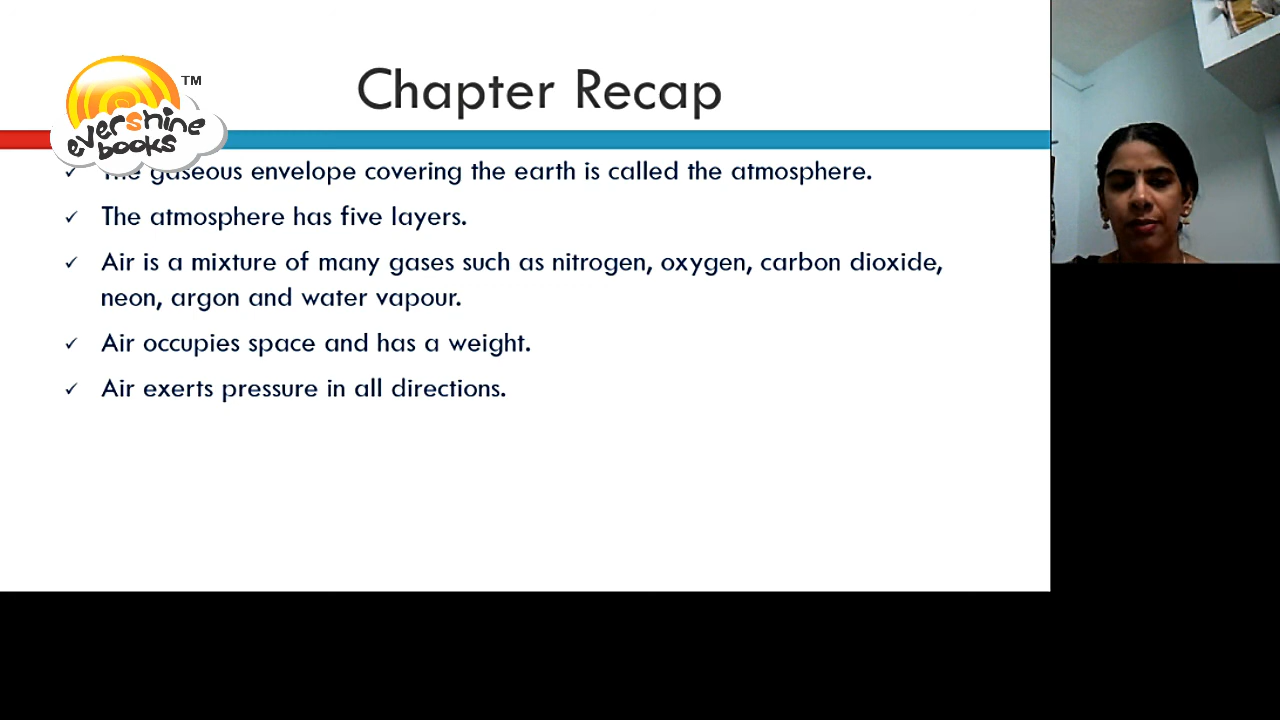 Chapter Recap
TM
evershine
books
✓ The gaseous envelope covering the earth is called the atmosphere.
✓ The atmosphere has five layers.
✓ Air is a mixture of many gases such as nitrogen, oxygen, carbon dioxide,
neon, argon and water vapour.
✓ Air occupies space and has a weight.
✓ Air exerts pressure in all directions.